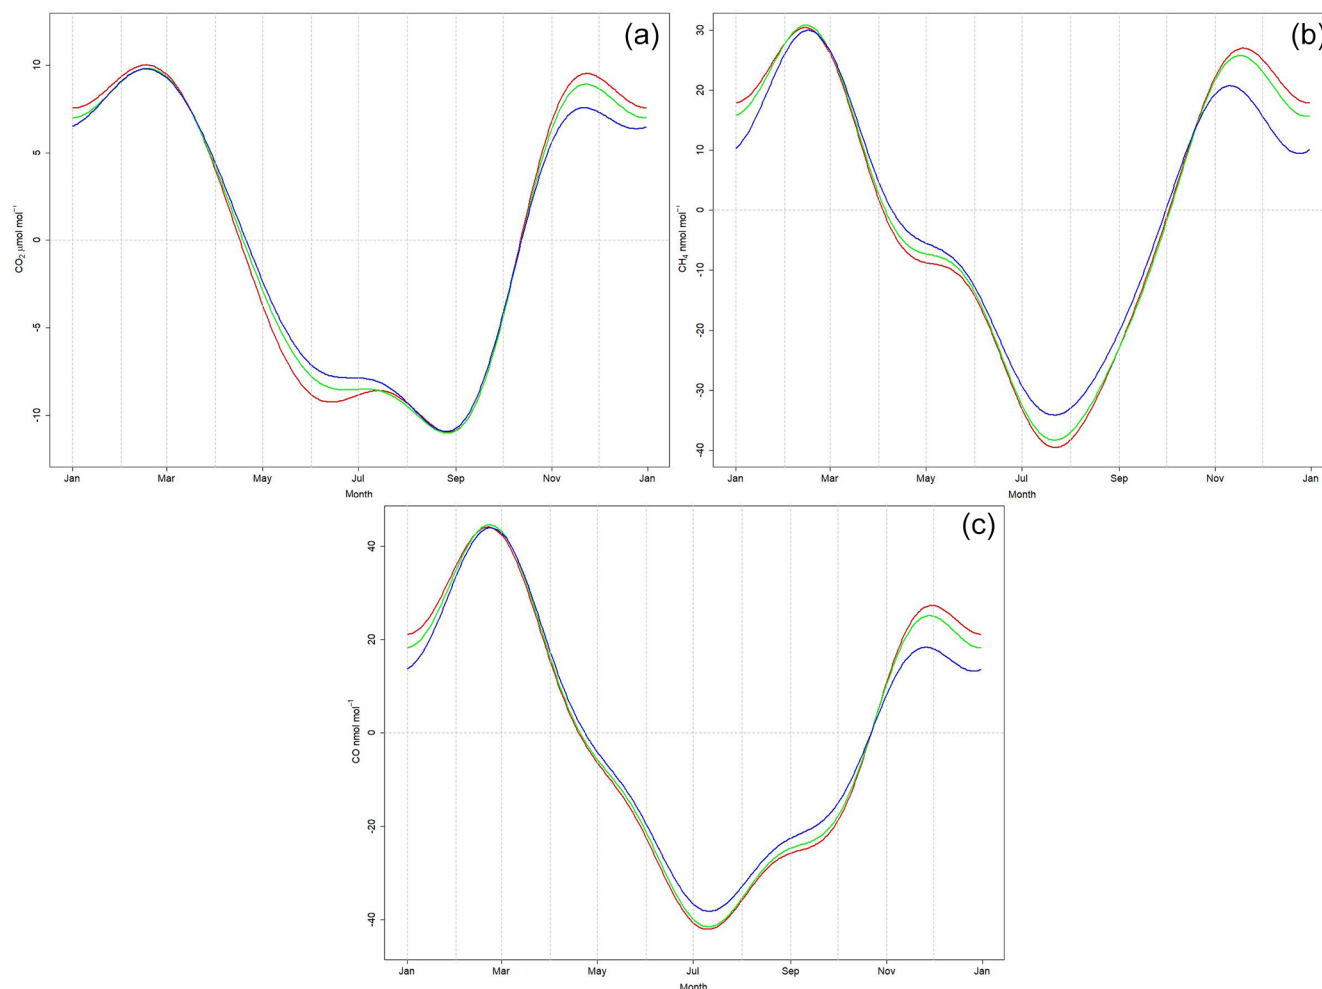 (a)
10
5
0
-5
-10
CO₂ μmol mol⁻¹
Jan Mar May Jul Sep Nov Jan
Month
(b)
30
20
10
0
-10
-20
-30
-40
CH₄ nmol mol⁻¹
Jan Mar May Jul Sep Nov Jan
Month
(c)
40
20
0
20
40
CO nmol mol⁻¹
Jan Mar May Jul Sep Nov Jan
Month